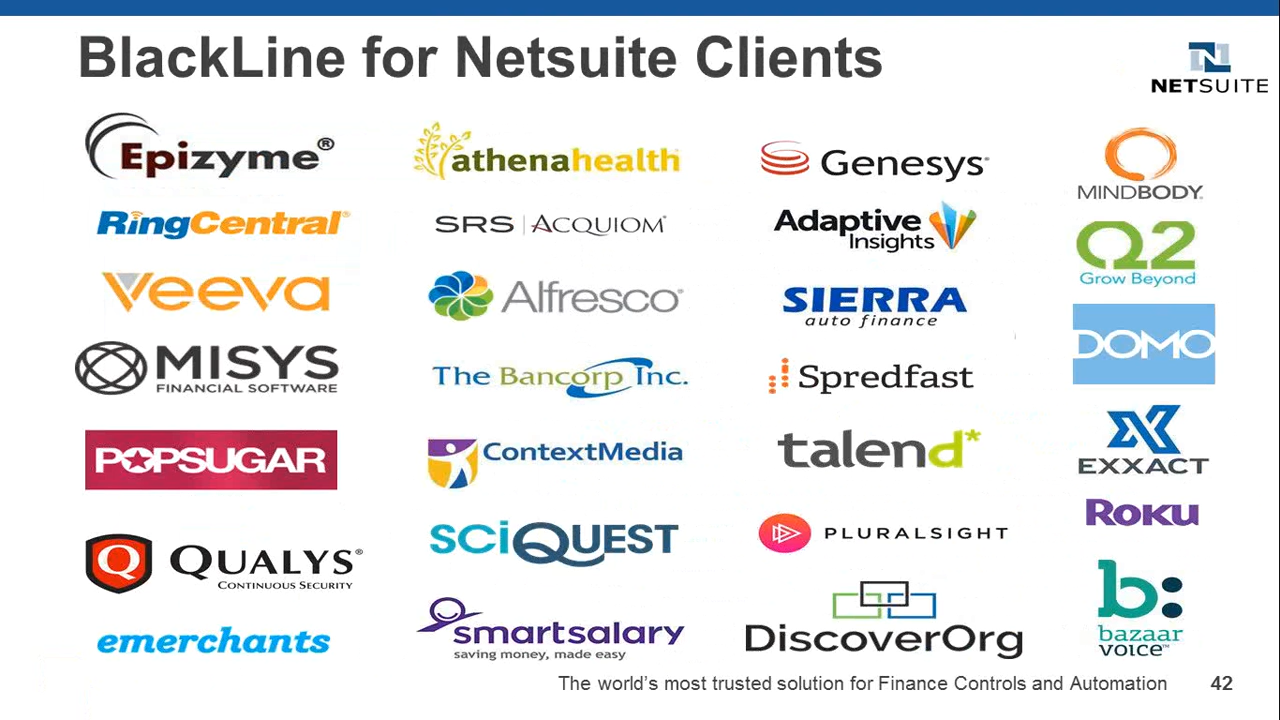 BlackLine for Netsuite Clients
N
NETSUITE
Epizyme®
athenahealth®
Genesys®
MINDBODY®
RingCentral®
SRS | ACQUIOM®
Adaptive
Insights
Q2
Grow Beyond
Veeva
Alfresco®
SIERRA
auto finance
DOMO
MISYS
FINANCIAL SOFTWARE
The Bancorp Inc.
Spredfast
EXXACT
POPSUGAR
ContextMedia
talend*
ROKU
Q QUALYS®
CONTINUOUS SECURITY
SCIQUEST
PLURALSIGHT
b:
bazaar
voice™
emerchants
smartsalary
saving money, made easy
DiscoverOrg
The world's most trusted solution for Finance Controls and Automation 42